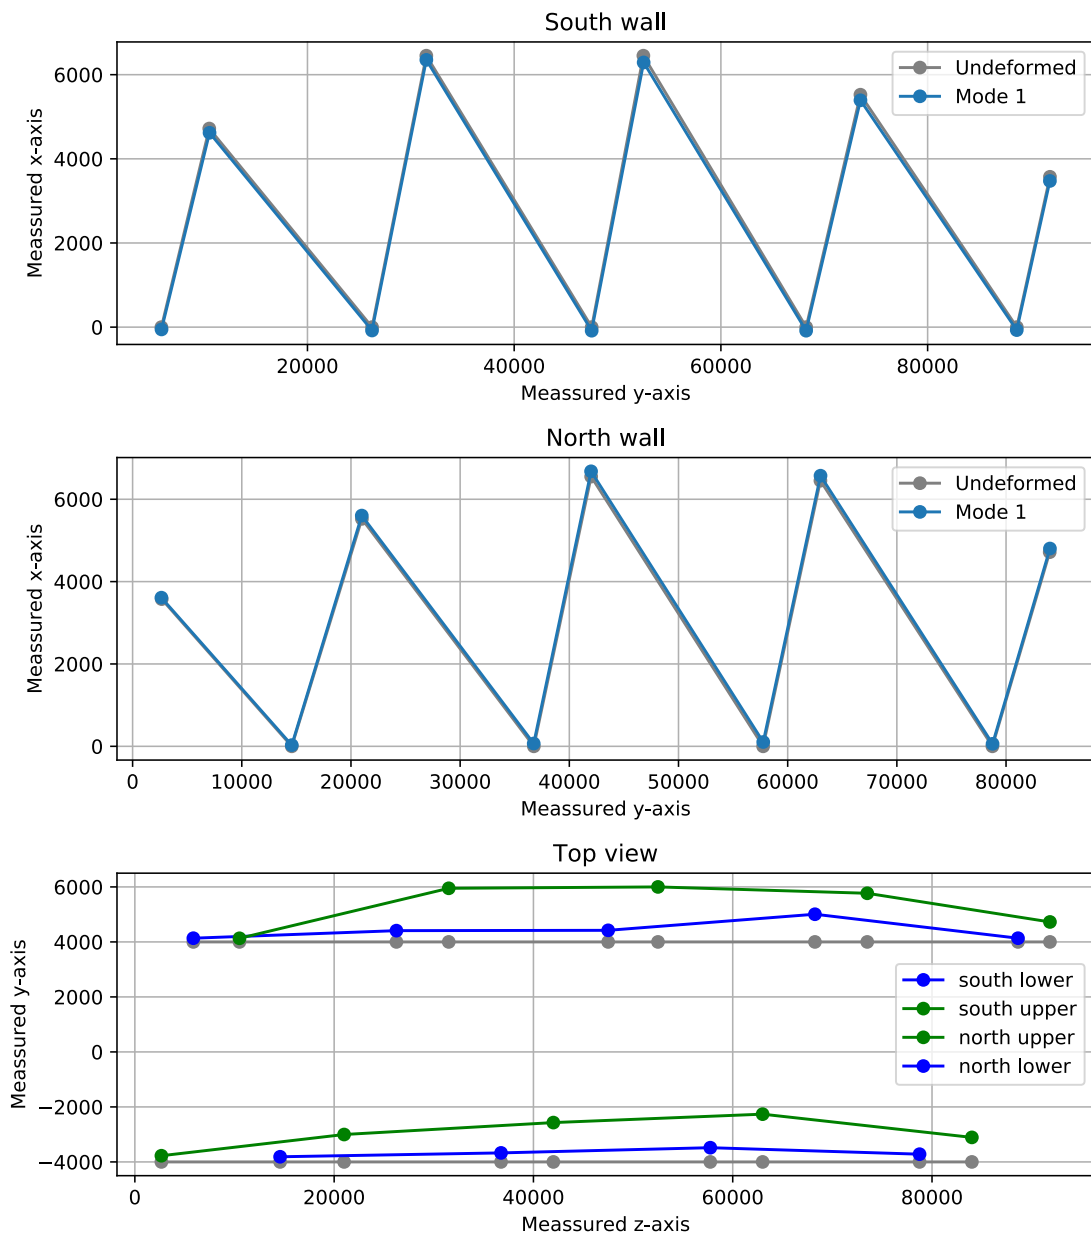 South wall
Undeformed
Mode 1
6000
4000
2000
0
Meassured x-axis
20000 40000 60000 80000
Meassured y-axis
North wall
Undeformed
Mode 1
6000
4000
2000
0
Meassured x-axis
0 10000 20000 30000 40000 50000 60000 70000 80000
Meassured y-axis
Top view
6000
4000
2000
0
−2000
−4000
Meassured y-axis
south lower
south upper
north upper
north lower
0 20000 40000 60000 80000
Meassured z-axis